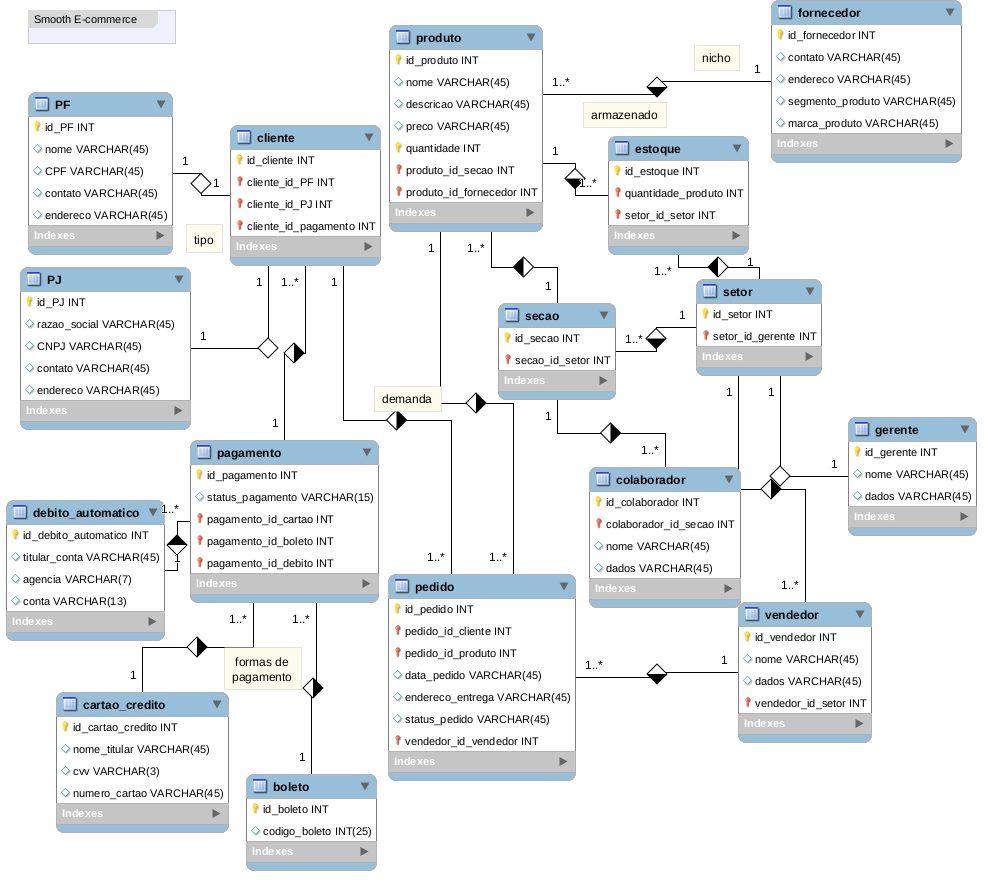 Smooth E-commerce
PF
id_PF INT
nome VARCHAR(45)
CPF VARCHAR(45)
contato VARCHAR(45)
endereco VARCHAR(45)
Indexes
1
1
tipo
cliente
id_cliente INT
cliente_id_PF INT
cliente_id_PJ INT
cliente_id_pagamento INT
Indexes
1
1..*
1
produto
id_produto INT
nome VARCHAR(45)
descricao VARCHAR(45)
preco VARCHAR(45)
quantidade INT
produto_id_secao INT
produto_id_fornecedor INT
Indexes
1..*
1
1
1..*
nicho
1
armazenado
fornecedor
id_fornecedor INT
contato VARCHAR(45)
endereco VARCHAR(45)
segmento_produto VARCHAR(45)
marca_produto VARCHAR(45)
Indexes
estoque
id_estoque INT
quantidade_produto INT
setor_id_setor INT
Indexes
1..*
1..*
1
PJ
id_PJ INT
razao_social VARCHAR(45)
CNPJ VARCHAR(45)
contato VARCHAR(45)
endereco VARCHAR(45)
Indexes
1
secao
id_secao INT
secao_id_setor INT
Indexes
1
1..*
1
1
setor
id_setor INT
setor_id_gerente INT
Indexes
1
1
demanda
gerente
id_gerente INT
nome VARCHAR(45)
dados VARCHAR(45)
Indexes
1
colaborador
id_colaborador INT
colaborador_id_secao INT
nome VARCHAR(45)
dados VARCHAR(45)
Indexes
1..*
pagamento
id_pagamento INT
status_pagamento VARCHAR(15)
pagamento_id_cartao INT
pagamento_id_boleto INT
pagamento_id_debito INT
Indexes
1
1..*
1
1..*
1..*
debito_automatico
id_debito_automatico INT
titular_conta VARCHAR(45)
agencia VARCHAR(7)
conta VARCHAR(13)
Indexes
formas de
pagamento
pedido
id_pedido INT
pedido_id_cliente INT
pedido_id_produto INT
data_pedido VARCHAR(45)
endereco_entrega VARCHAR(45)
status_pedido VARCHAR(45)
vendedor_id_vendedor INT
Indexes
1..*
1..*
1..*
1
vendedor
id_vendedor INT
nome VARCHAR(45)
dados VARCHAR(45)
vendedor_id_setor INT
Indexes
1..*
cartao_credito
id_cartao_credito INT
nome_titular VARCHAR(45)
cvv VARCHAR(3)
numero_cartao VARCHAR(45)
Indexes
1
boleto
id_boleto INT
codigo_boleto INT(25)
Indexes
1